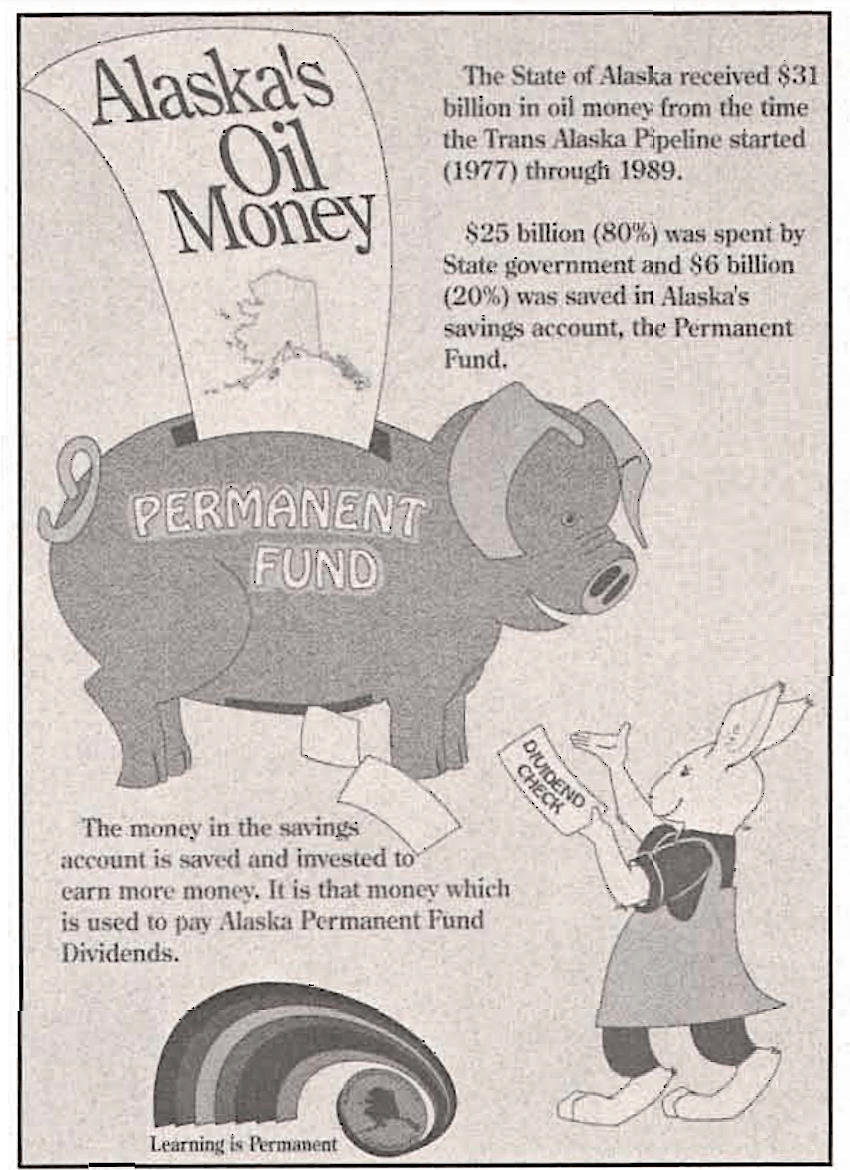 Alaska's
Oil
Money
The State of Alaska received $31
billion in oil money from the time
the Trans Alaska Pipeline started
(1977) through 1989.
$25 billion (80%) was spent by
State government and $6 billion
(20%) was saved in Alaska's
savings account, the Permanent
Fund.
PERMANENT
FUND
DIVIDEND
CHECK
The money in the savings
account is saved and invested to
earn more money. It is that money which
is used to pay Alaska Permanent Fund
Dividends.
Learning is Permanent